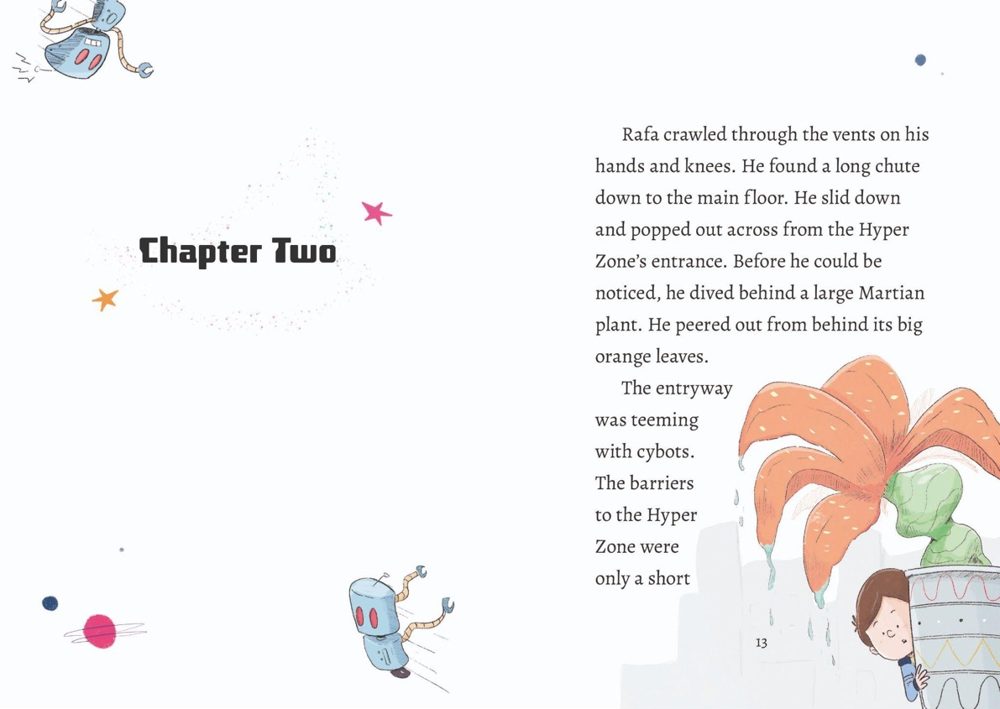 Chapter Two
Rafa crawled through the vents on his
hands and knees. He found a long chute
down to the main floor. He slid down
and popped out across from the Hyper
Zone’s entrance. Before he could be
noticed, he dived behind a large Martian
plant. He peered out from behind its big
orange leaves.
The entryway
was teeming
with cybots.
The barriers
to the Hyper
Zone were
only a short
13